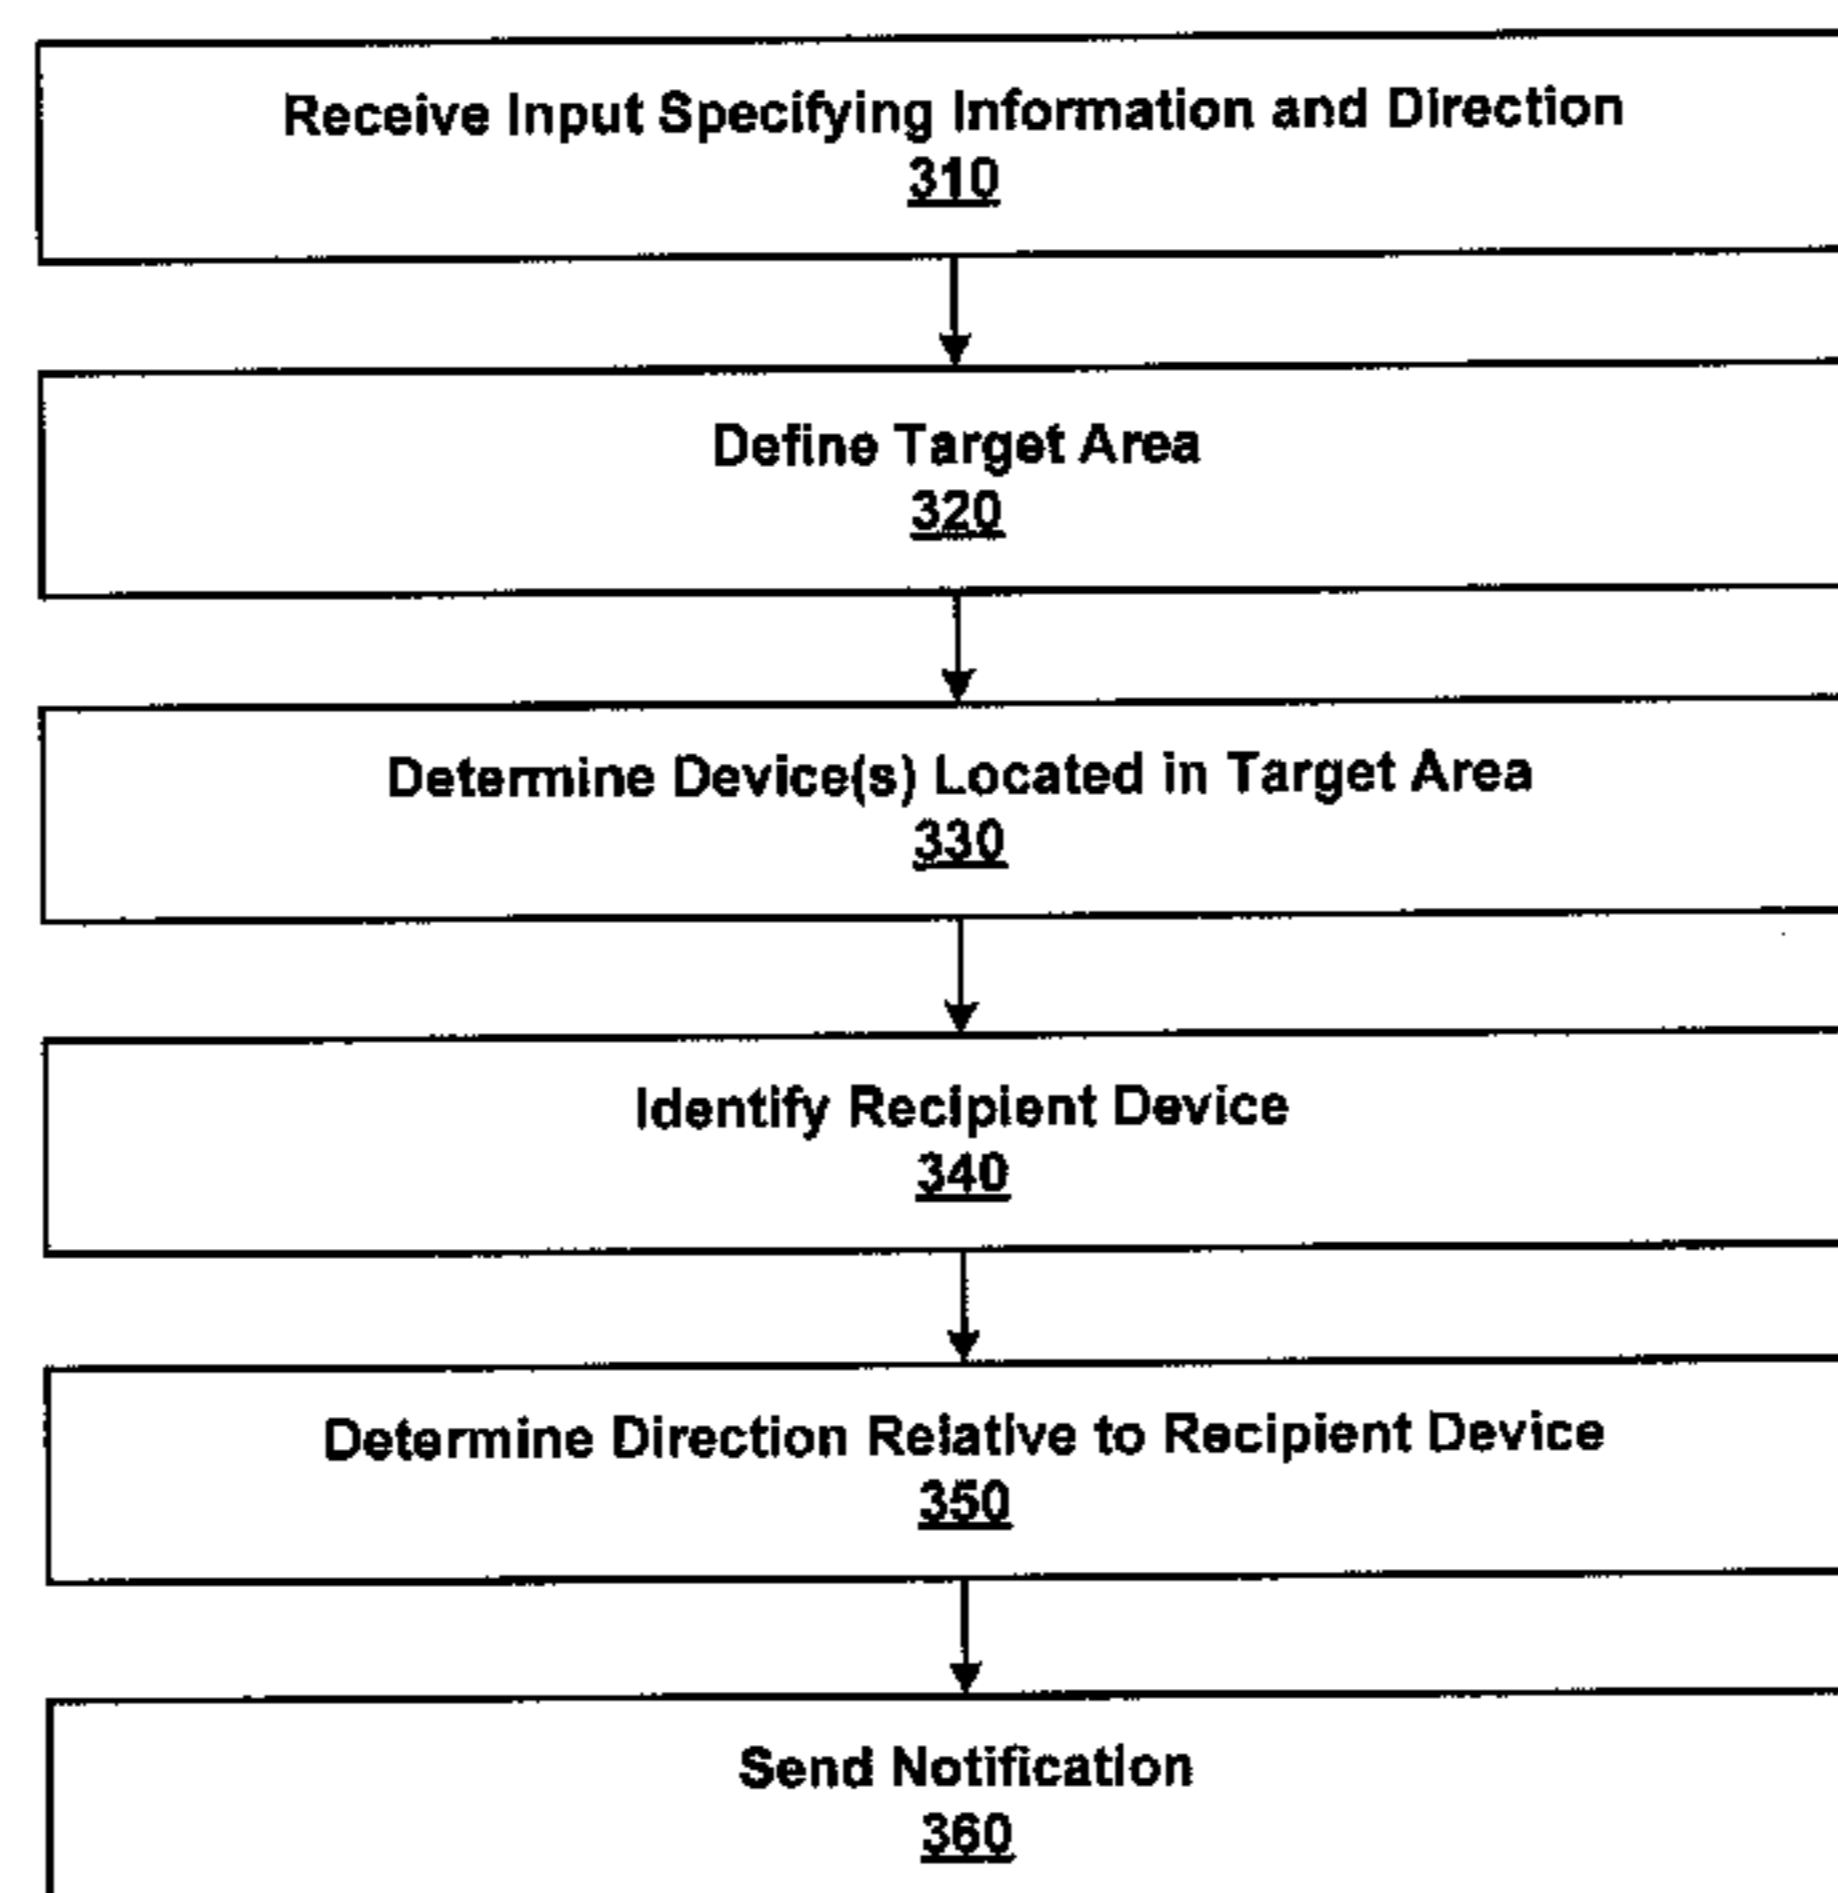 Receive Input Specifying Information and Direction
310
Define Target Area
320
Determine Device(s) Located in Target Area
330
Identify Recipient Device
340
Determine Direction Relative to Recipient Device
350
Send Notification
360